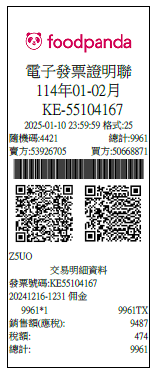 foodpanda
電子發票證明聯
114年01-02月
KE-55104167
2025-01-10 23:59:59 格式:25
隨機碼:4421 總計:9961
賣方:53926705 買方:50668871
Z5UO
交易明細資料
發票號碼:KE55104167
20241216-1231 佣金
9961*1 9961TX
銷售額(應稅): 9487
稅額: 474
總計: 9961